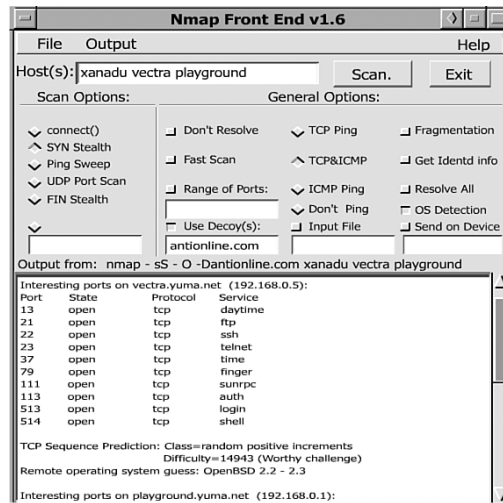 Nmap Front End v1.6
File Output Help
Host(s): xanadu vectra playground Scan. Exit
Scan Options: General Options:
connect() Don't Resolve TCP Ping Fragmentation
SYN Stealth Fast Scan TCP&ICMP Get Identd info
Ping Sweep
UDP Port Scan Range of Ports: ICMP Ping Resolve All
FIN Stealth Don't Ping OS Detection
Use Decoy(s): Input File Send on Device
antionline.com
Output from: nmap - sS - O -Dantionline.com xanadu vectra playground
Interesting ports on vectra.yuma.net (192.168.0.5):
Port State Protocol Service
13 open tcp daytime
21 open tcp ftp
22 open tcp ssh
23 open tcp telnet
37 open tcp time
79 open tcp finger
111 open tcp sunrpc
113 open tcp auth
513 open tcp login
514 open tcp shell
TCP Sequence Prediction: Class=random positive increments
Difficulty=14943 (Worthy challenge)
Remote operating system guess: OpenBSD 2.2 - 2.3
Interesting ports on playground.yuma.net (192.168.0.1):